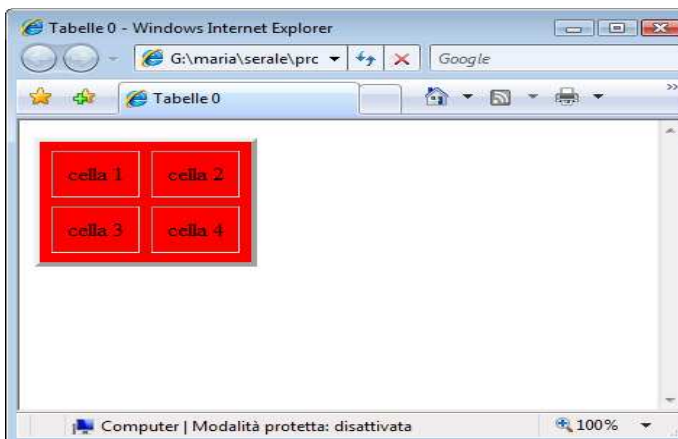 Tabelle 0 - Windows Internet Explorer
G:\maria\serale\prc
Google
Tabelle 0
cella 1 cella 2
cella 3 cella 4
Computer | Modalità protetta: disattivata
100%